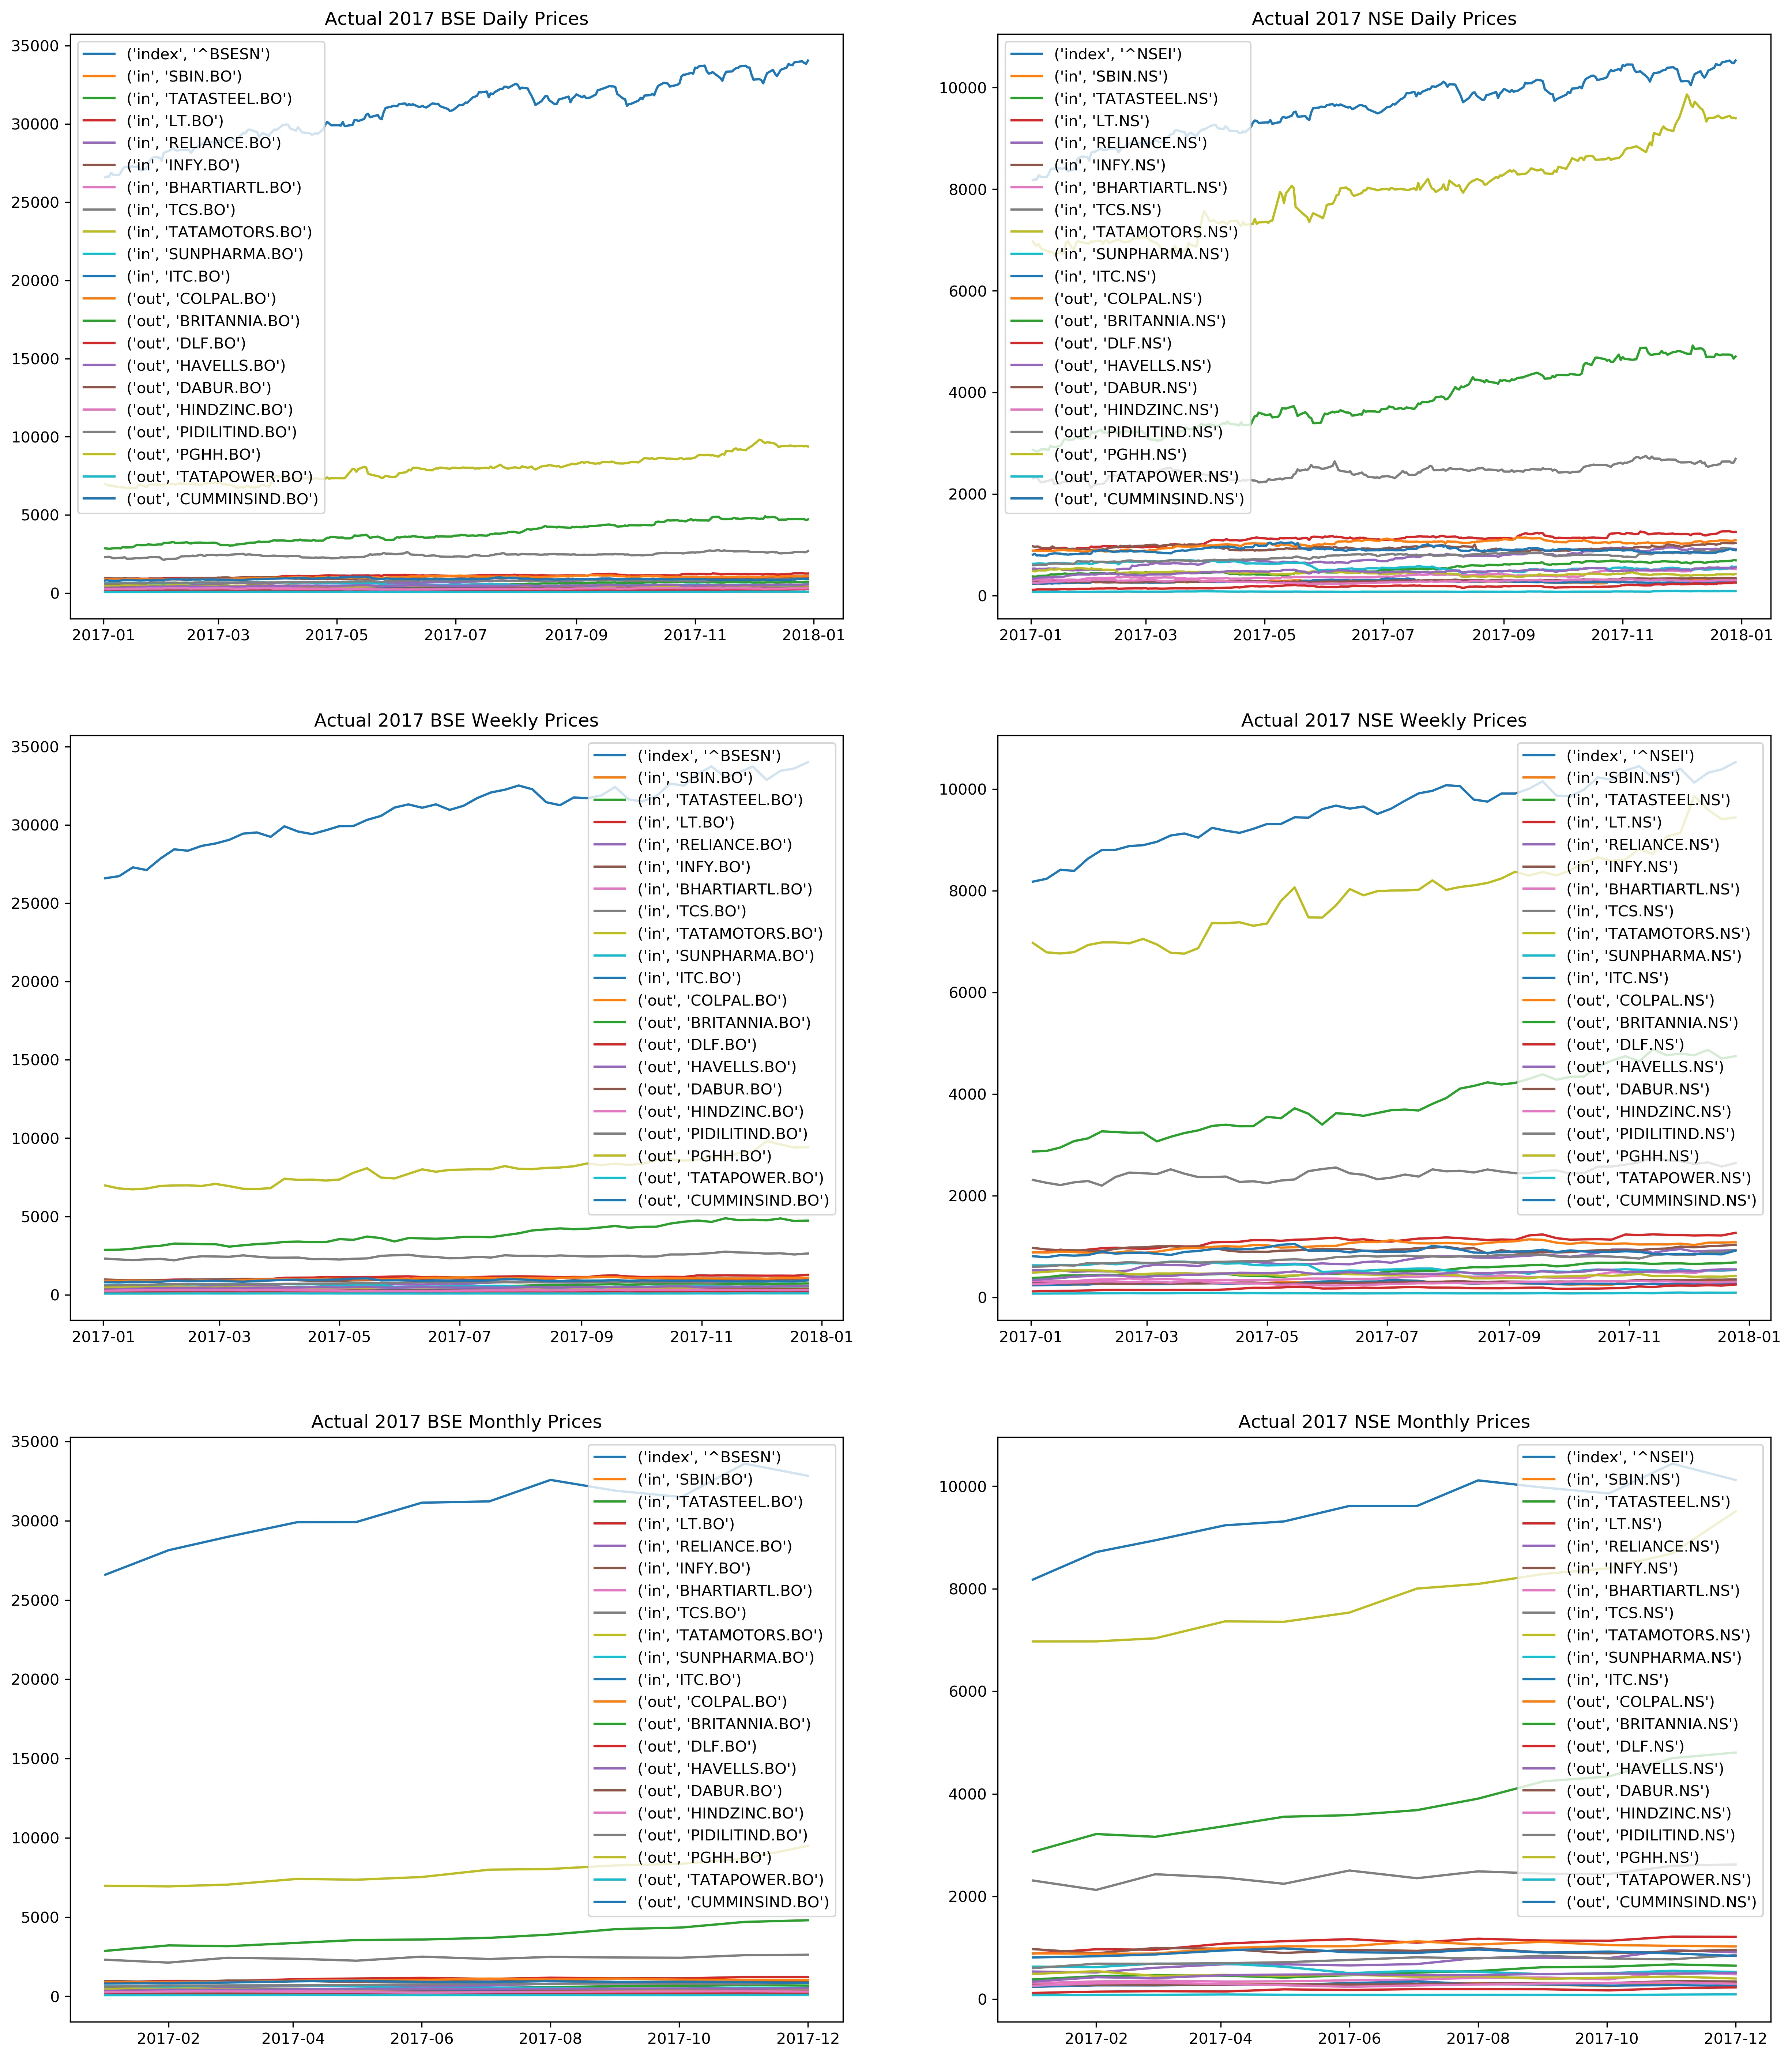 Actual 2017 BSE Daily Prices
35000
30000
25000
20000
15000
10000
5000
0
('index', '^BSESN')
('in', 'SBIN.BO')
('in', 'TATASTEEL.BO')
('in', 'LT.BO')
('in', 'RELIANCE.BO')
('in', 'INFY.BO')
('in', 'BHARTIARTL.BO')
('in', 'TCS.BO')
('in', 'TATAMOTORS.BO')
('in', 'SUNPHARMA.BO')
('in', 'ITC.BO')
('out', 'COLPAL.BO')
('out', 'BRITANNIA.BO')
('out', 'DLF.BO')
('out', 'HAVELLS.BO')
('out', 'DABUR.BO')
('out', 'HINDZINC.BO')
('out', 'PIDILITIND.BO')
('out', 'PGHH.BO')
('out', 'TATAPOWER.BO')
('out', 'CUMMINSIND.BO')
2017-01 2017-03 2017-05 2017-07 2017-09 2017-11 2018-01
Actual 2017 NSE Daily Prices
10000
8000
6000
4000
2000
0
('index', '^NSEI')
('in', 'SBIN.NS')
('in', 'TATASTEEL.NS')
('in', 'LT.NS')
('in', 'RELIANCE.NS')
('in', 'INFY.NS')
('in', 'BHARTIARTL.NS')
('in', 'TCS.NS')
('in', 'TATAMOTORS.NS')
('in', 'SUNPHARMA.NS')
('in', 'ITC.NS')
('out', 'COLPAL.NS')
('out', 'BRITANNIA.NS')
('out', 'DLF.NS')
('out', 'HAVELLS.NS')
('out', 'DABUR.NS')
('out', 'HINDZINC.NS')
('out', 'PIDILITIND.NS')
('out', 'PGHH.NS')
('out', 'TATAPOWER.NS')
('out', 'CUMMINSIND.NS')
2017-01 2017-03 2017-05 2017-07 2017-09 2017-11 2018-01
Actual 2017 BSE Weekly Prices
35000
30000
25000
20000
15000
10000
5000
0
('index', '^BSESN')
('in', 'SBIN.BO')
('in', 'TATASTEEL.BO')
('in', 'LT.BO')
('in', 'RELIANCE.BO')
('in', 'INFY.BO')
('in', 'BHARTIARTL.BO')
('in', 'TCS.BO')
('in', 'TATAMOTORS.BO')
('in', 'SUNPHARMA.BO')
('in', 'ITC.BO')
('out', 'COLPAL.BO')
('out', 'BRITANNIA.BO')
('out', 'DLF.BO')
('out', 'HAVELLS.BO')
('out', 'DABUR.BO')
('out', 'HINDZINC.BO')
('out', 'PIDILITIND.BO')
('out', 'PGHH.BO')
('out', 'TATAPOWER.BO')
('out', 'CUMMINSIND.BO')
2017-01 2017-03 2017-05 2017-07 2017-09 2017-11 2018-01
Actual 2017 NSE Weekly Prices
10000
8000
6000
4000
2000
0
('index', '^NSEI')
('in', 'SBIN.NS')
('in', 'TATASTEEL.NS')
('in', 'LT.NS')
('in', 'RELIANCE.NS')
('in', 'INFY.NS')
('in', 'BHARTIARTL.NS')
('in', 'TCS.NS')
('in', 'TATAMOTORS.NS')
('in', 'SUNPHARMA.NS')
('in', 'ITC.NS')
('out', 'COLPAL.NS')
('out', 'BRITANNIA.NS')
('out', 'DLF.NS')
('out', 'HAVELLS.NS')
('out', 'DABUR.NS')
('out', 'HINDZINC.NS')
('out', 'PIDILITIND.NS')
('out', 'PGHH.NS')
('out', 'TATAPOWER.NS')
('out', 'CUMMINSIND.NS')
2017-01 2017-03 2017-05 2017-07 2017-09 2017-11 2018-01
Actual 2017 BSE Monthly Prices
35000
30000
25000
20000
15000
10000
5000
0
('index', '^BSESN')
('in', 'SBIN.BO')
('in', 'TATASTEEL.BO')
('in', 'LT.BO')
('in', 'RELIANCE.BO')
('in', 'INFY.BO')
('in', 'BHARTIARTL.BO')
('in', 'TCS.BO')
('in', 'TATAMOTORS.BO')
('in', 'SUNPHARMA.BO')
('in', 'ITC.BO')
('out', 'COLPAL.BO')
('out', 'BRITANNIA.BO')
('out', 'DLF.BO')
('out', 'HAVELLS.BO')
('out', 'DABUR.BO')
('out', 'HINDZINC.BO')
('out', 'PIDILITIND.BO')
('out', 'PGHH.BO')
('out', 'TATAPOWER.BO')
('out', 'CUMMINSIND.BO')
2017-02 2017-04 2017-06 2017-08 2017-10 2017-12
Actual 2017 NSE Monthly Prices
10000
8000
6000
4000
2000
0
('index', '^NSEI')
('in', 'SBIN.NS')
('in', 'TATASTEEL.NS')
('in', 'LT.NS')
('in', 'RELIANCE.NS')
('in', 'INFY.NS')
('in', 'BHARTIARTL.NS')
('in', 'TCS.NS')
('in', 'TATAMOTORS.NS')
('in', 'SUNPHARMA.NS')
('in', 'ITC.NS')
('out', 'COLPAL.NS')
('out', 'BRITANNIA.NS')
('out', 'DLF.NS')
('out', 'HAVELLS.NS')
('out', 'DABUR.NS')
('out', 'HINDZINC.NS')
('out', 'PIDILITIND.NS')
('out', 'PGHH.NS')
('out', 'TATAPOWER.NS')
('out', 'CUMMINSIND.NS')
2017-02 2017-04 2017-06 2017-08 2017-10 2017-12